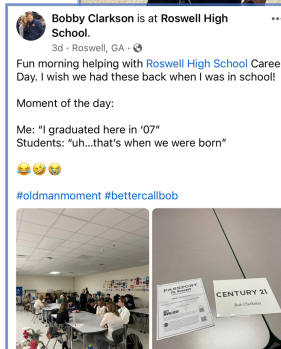 Bobby Clarkson is at Roswell High
School.
3d · Roswell, GA ·
Fun morning helping with Roswell High School Caree
Day. I wish we had these back when I was in school!
Moment of the day:
Me: “I graduated here in ‘07”
Students: “uh...that’s when we were born”
😂🤣😭
#oldmanmoment #bettercallbob
PASSPORT
CENTURY 21
Bob Clarkson